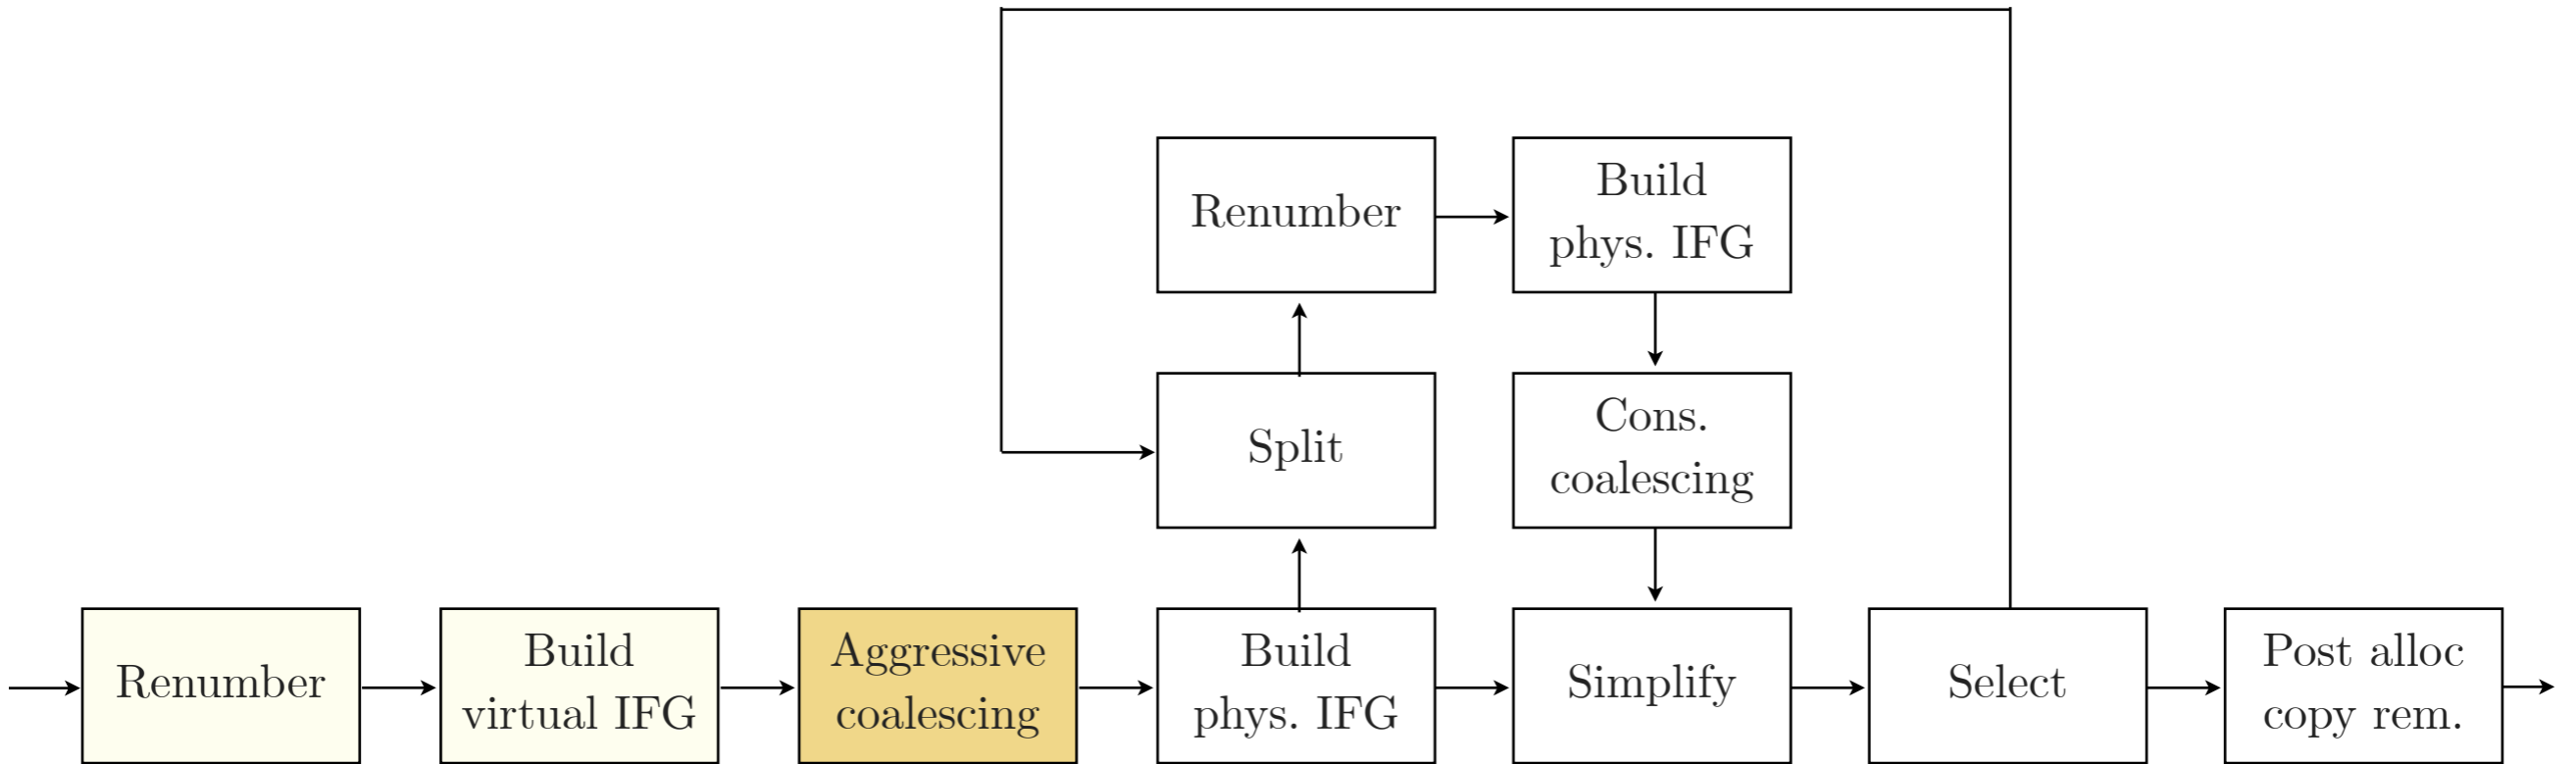 Renumber
Build
phys. IFG
Split
Cons.
coalescing
Renumber
Build
virtual IFG
Aggressive
coalescing
Build
phys. IFG
Simplify
Select
Post alloc
copy rem.